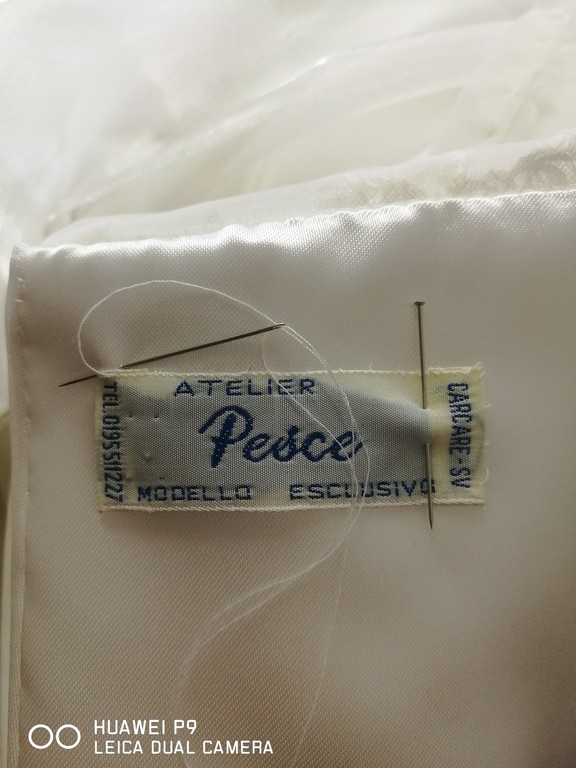 ATELIER
Pesce
MODELLO ESCLUSIVO
TEL. 019551227
CARCARE-SV
HUAWEI P9
LEICA DUAL CAMERA